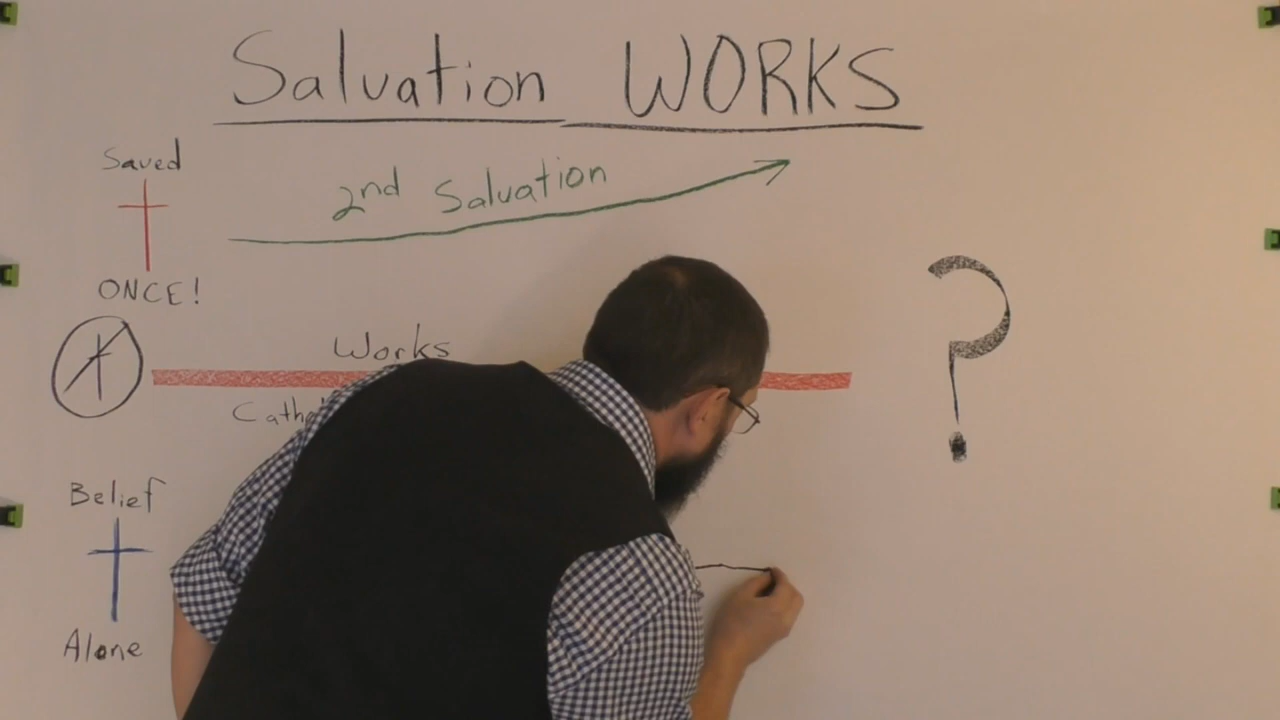 Salvation WORKS
Saved
2nd Salvation
ONCE!
Works
?
Belief
Alone